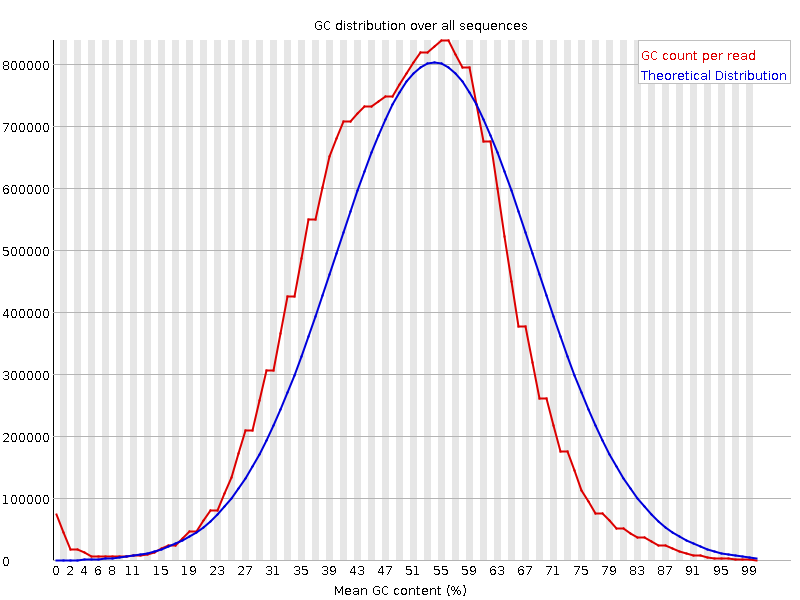 GC distribution over all sequences
GC count per read
Theoretical Distribution
800000
700000
600000
500000
400000
300000
200000
100000
0
0 2 4 6 8 11 15 19 23 27 31 35 39 43 47 51 55 59 63 67 71 75 79 83 87 91 95 99
Mean GC content (%)